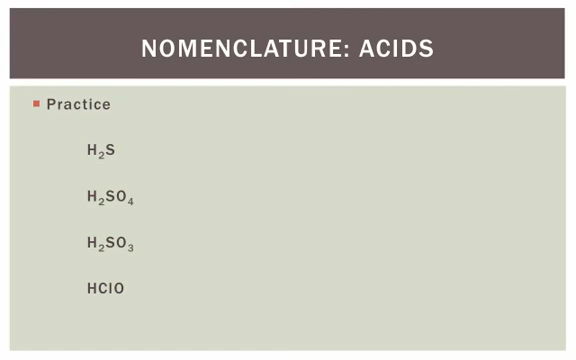 NOMENCLATURE: ACIDS
Practice
H₂S
H₂SO₄
H₂SO₃
HClO